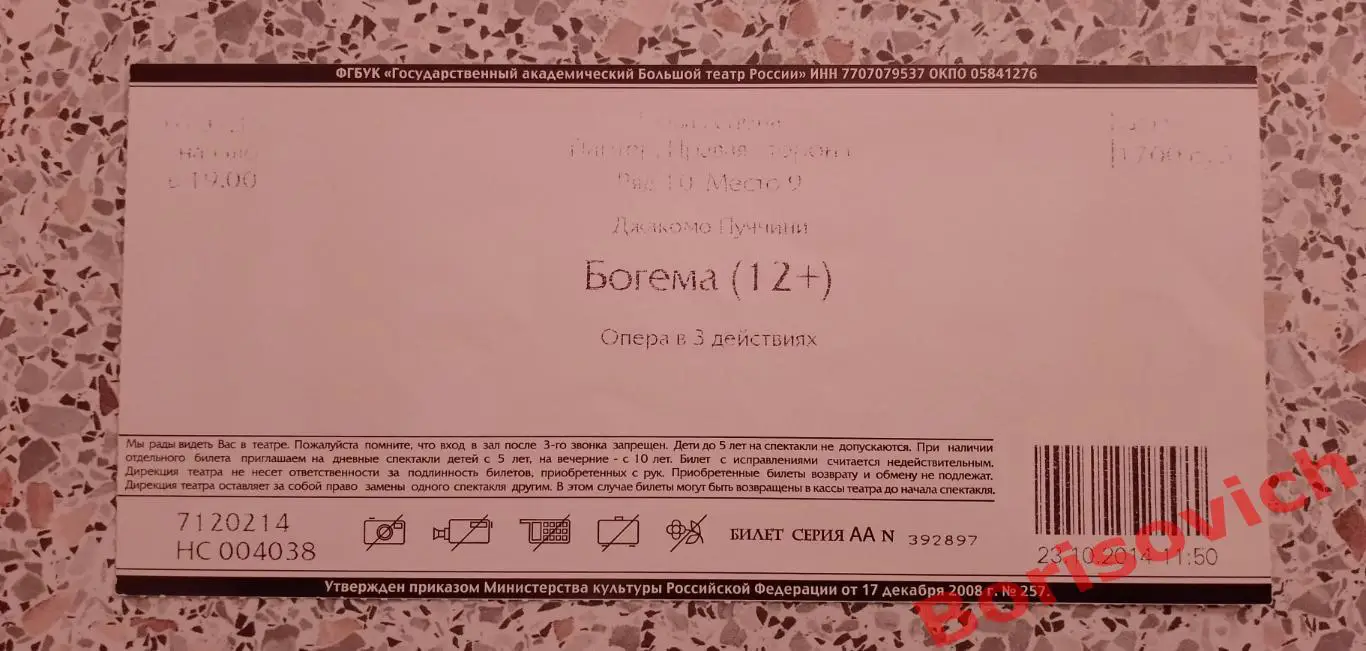 ФГБУК «Государственный академический Большой театр России» ИНН 7707079537 ОКПО 05841276
в 19.00
Партер, Правая сторона
Ряд 10 Место 9
Джакомо Пуччини
Богема (12+)
Опера в 3 действиях
Мы рады видеть Вас в театре. Пожалуйста помните, что вход в зал после 3-го звонка запрещен. Дети до 5 лет на спектакли не допускаются. При наличии
отдельного билета приглашаем на дневные спектакли детей с 5 лет, на вечерние - с 10 лет. Билет с исправлениями считается недействительным.
Дирекция театра не несет ответственности за подлинность билетов, приобретенных с рук. Приобретенные билеты возврату и обмену не подлежат.
Дирекция театра оставляет за собой право замены одного спектакля другим. В этом случае билеты могут быть возвращены в кассы театра до начала спектакля.
7120214
НС 004038
БИЛЕТ СЕРИЯ АА N 392897
23.10.2014 11:50
Утвержден приказом Министерства культуры Российской Федерации от 17 декабря 2008 г. № 257.
Borisovich